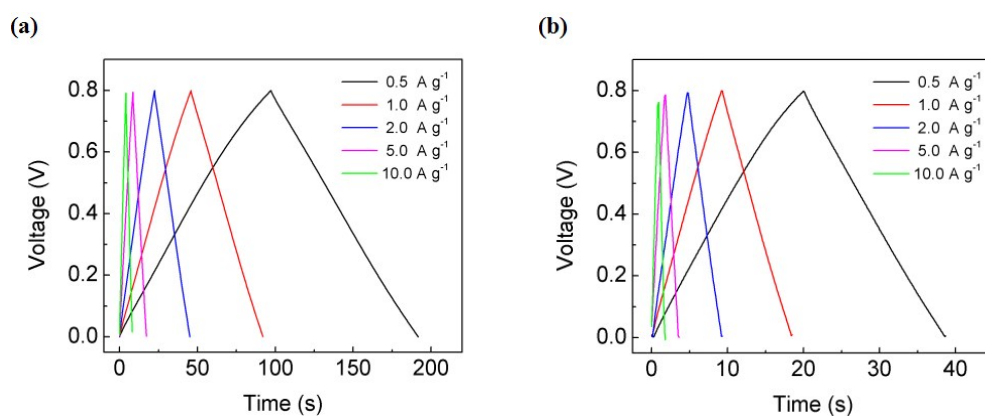 (a)
0.8
0.6
0.4
0.2
0.0
Voltage (V)
0.5 A g⁻¹
1.0 A g⁻¹
2.0 A g⁻¹
5.0 A g⁻¹
10.0 A g⁻¹
0 50 100 150 200
Time (s)
(b)
0.8
0.6
0.4
0.2
0.0
Voltage (V)
0.5 A g⁻¹
1.0 A g⁻¹
2.0 A g⁻¹
5.0 A g⁻¹
10.0 A g⁻¹
0 10 20 30 40
Time (s)